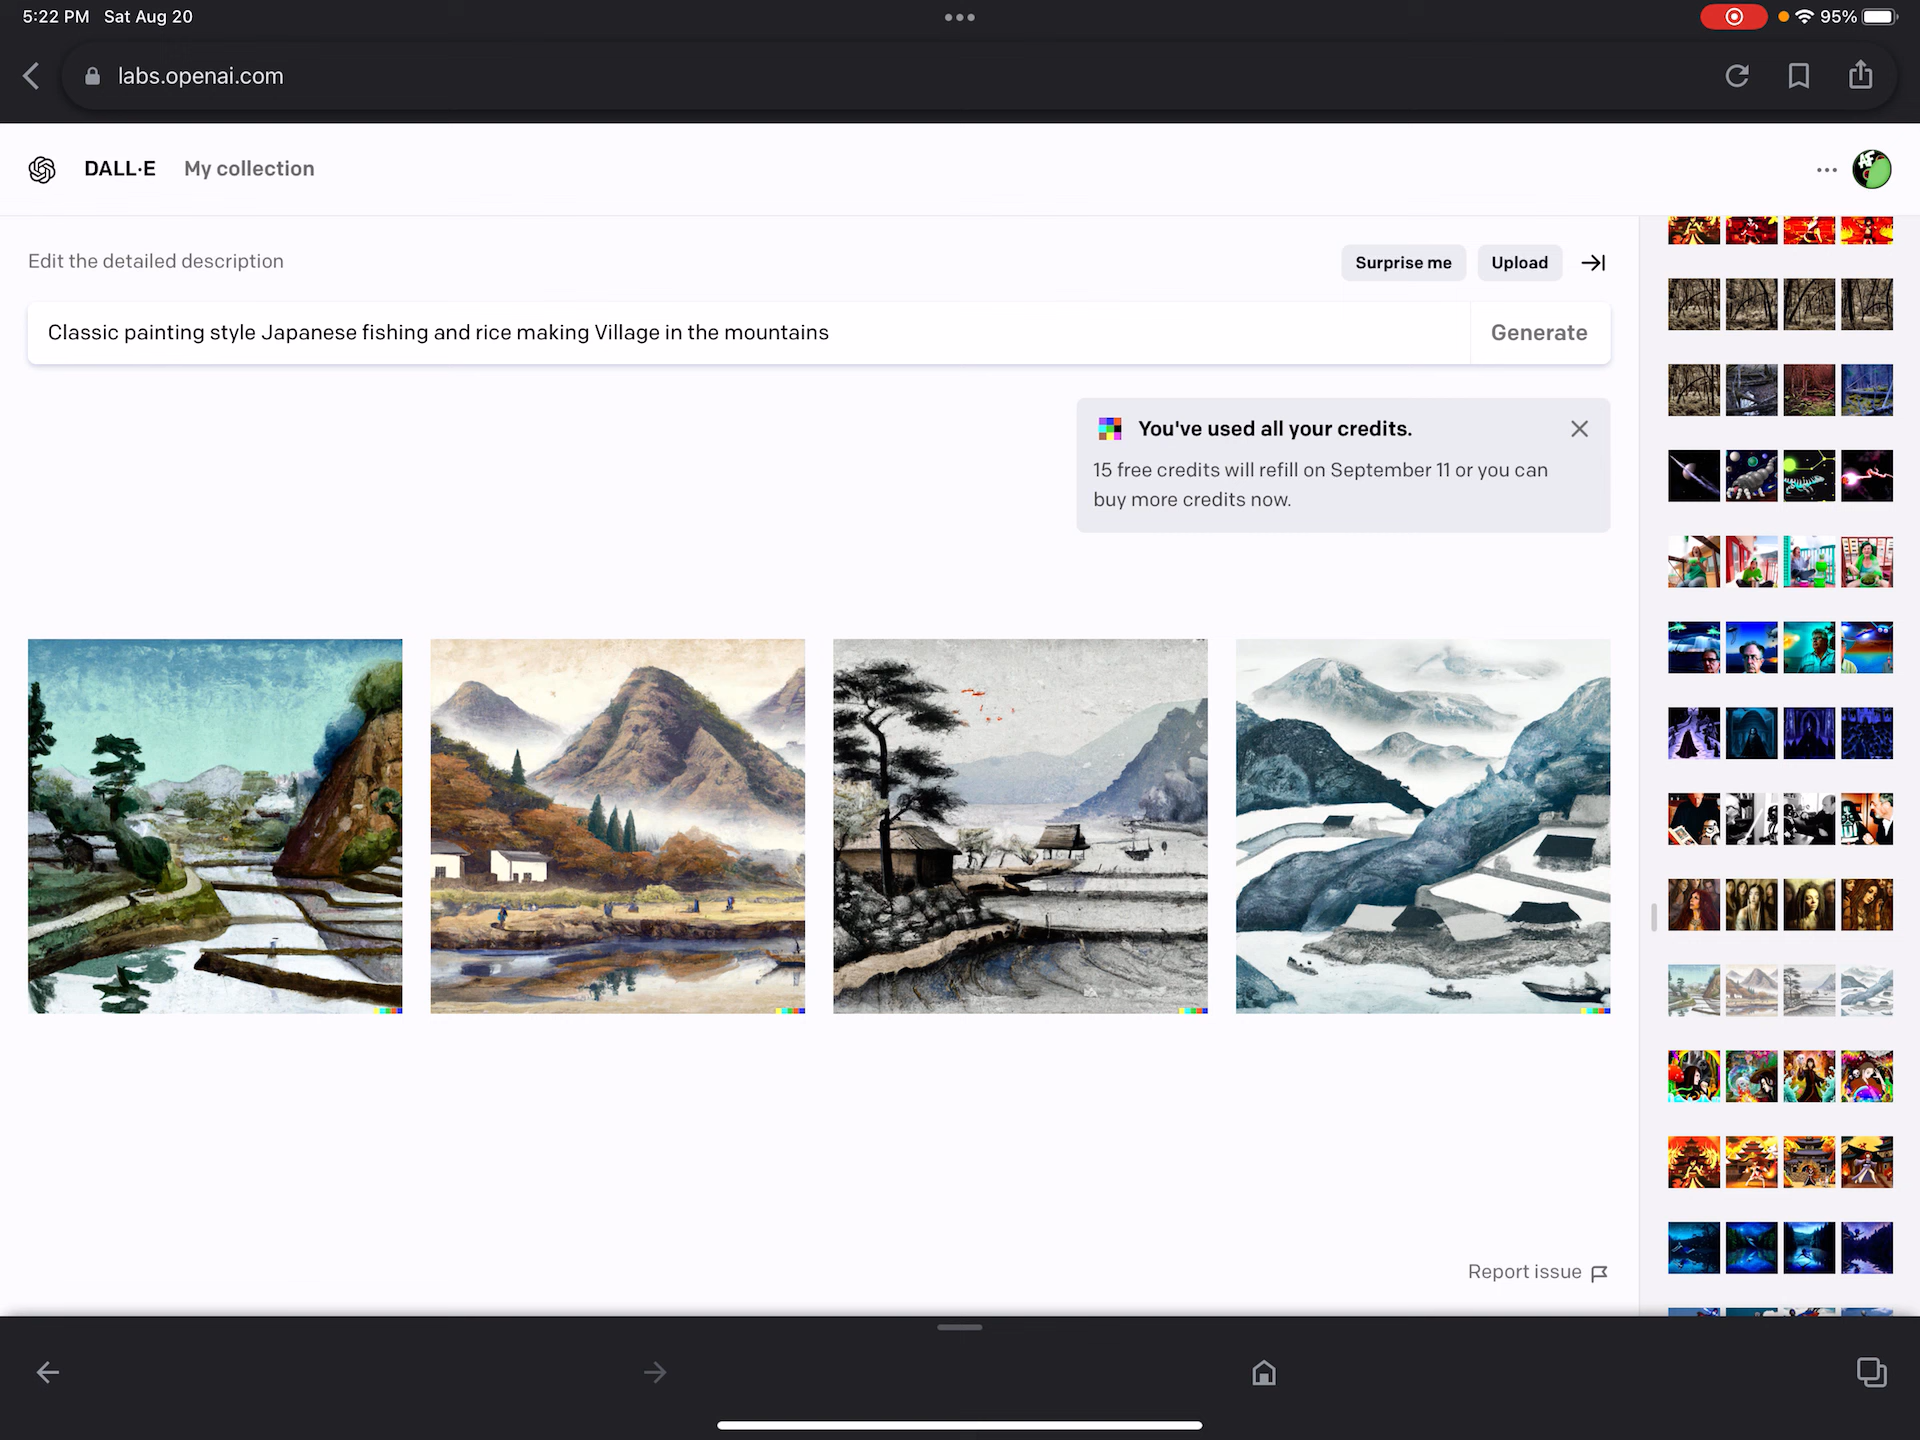 5:22 PM Sat Aug 20
95%
labs.openai.com
DALL·E My collection
AF
Edit the detailed description
Surprise me
Upload
Classic painting style Japanese fishing and rice making Village in the mountains
Generate
You've used all your credits.
15 free credits will refill on September 11 or you can
buy more credits now.
Report issue